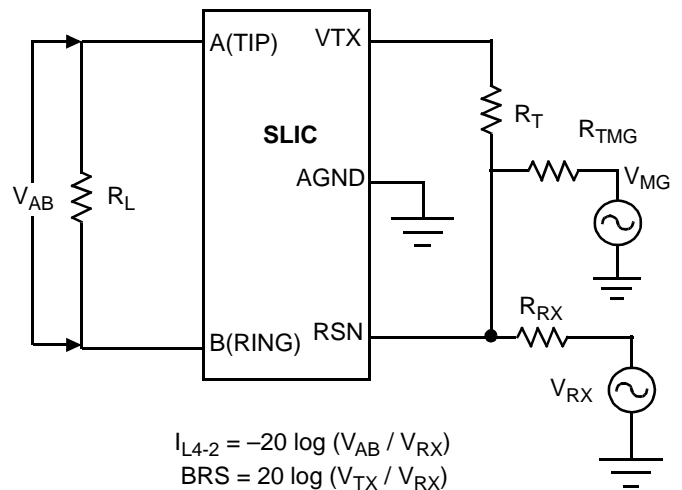 A(TIP)
VTX
SLIC
R_T
R_TMG
V_MG
AGND
V_AB
R_L
R_RX
B(RING)
RSN
V_RX
I_L4-2 = –20 log (V_AB / V_RX)
BRS = 20 log (V_TX / V_RX)